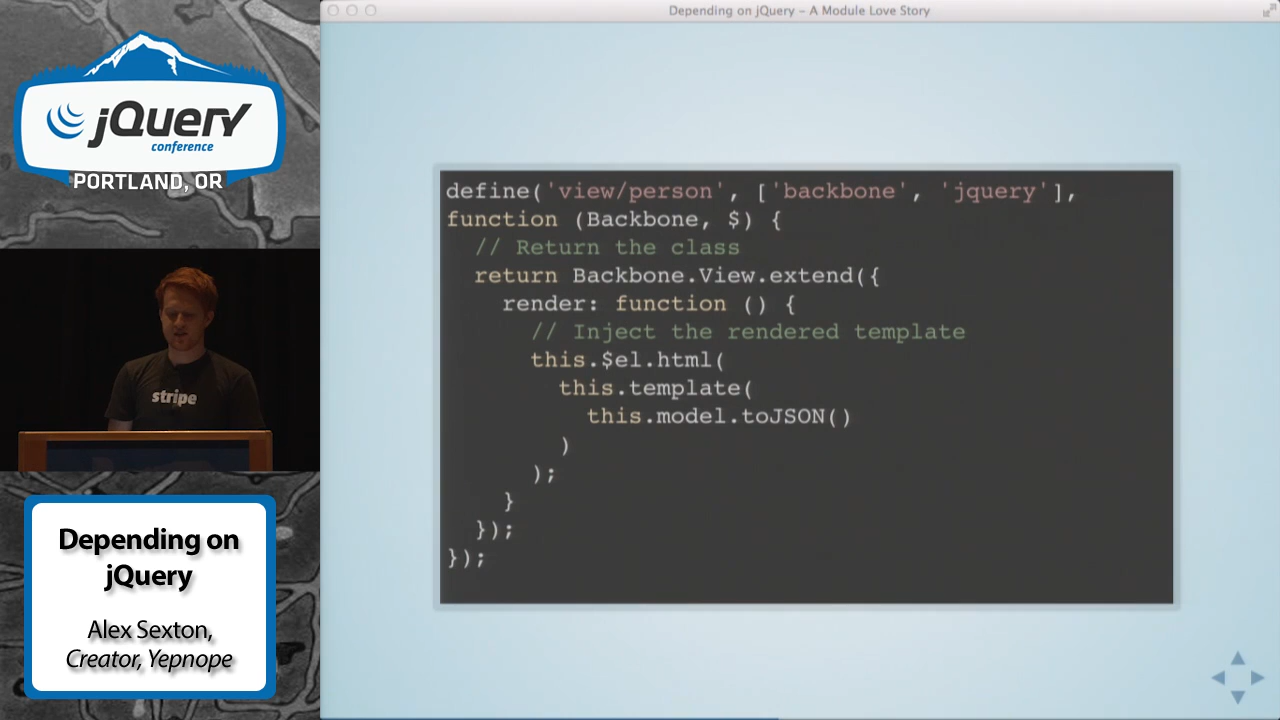 Depending on jQuery – A Module Love Story
jQuery
conference
PORTLAND, OR
stripe
Depending on
jQuery
Alex Sexton,
Creator, Yepnope
define('view/person', ['backbone', 'jquery'],
function (Backbone, $) {
  // Return the class
  return Backbone.View.extend({
    render: function () {
      // Inject the rendered template
      this.$el.html(
        this.template(
          this.model.toJSON()
        )
      );
    }
  });
});